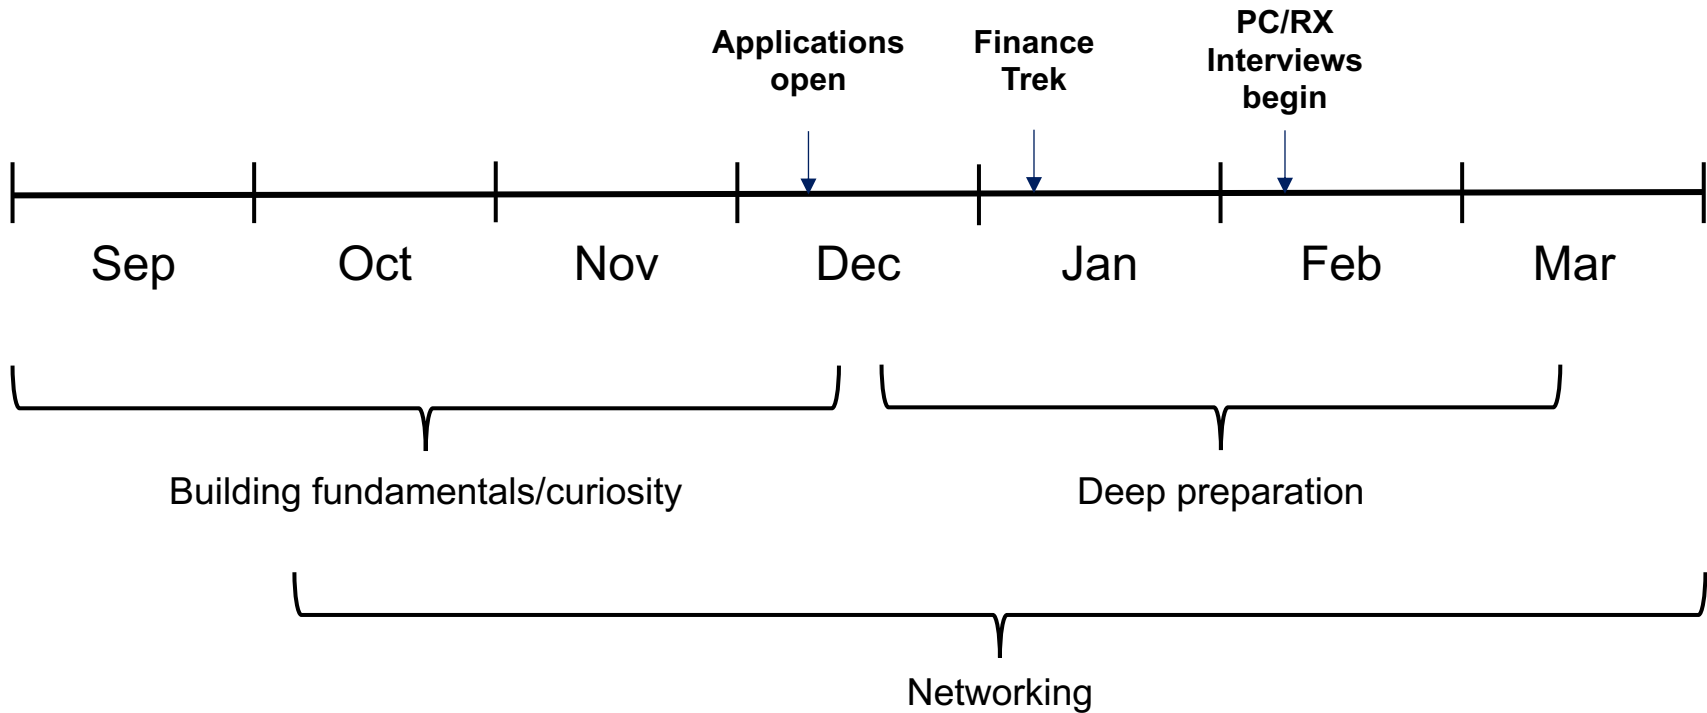 Applications
open
Finance
Trek
PC/RX
Interviews
begin
Sep
Oct
Nov
Dec
Jan
Feb
Mar
Building fundamentals/curiosity
Deep preparation
Networking